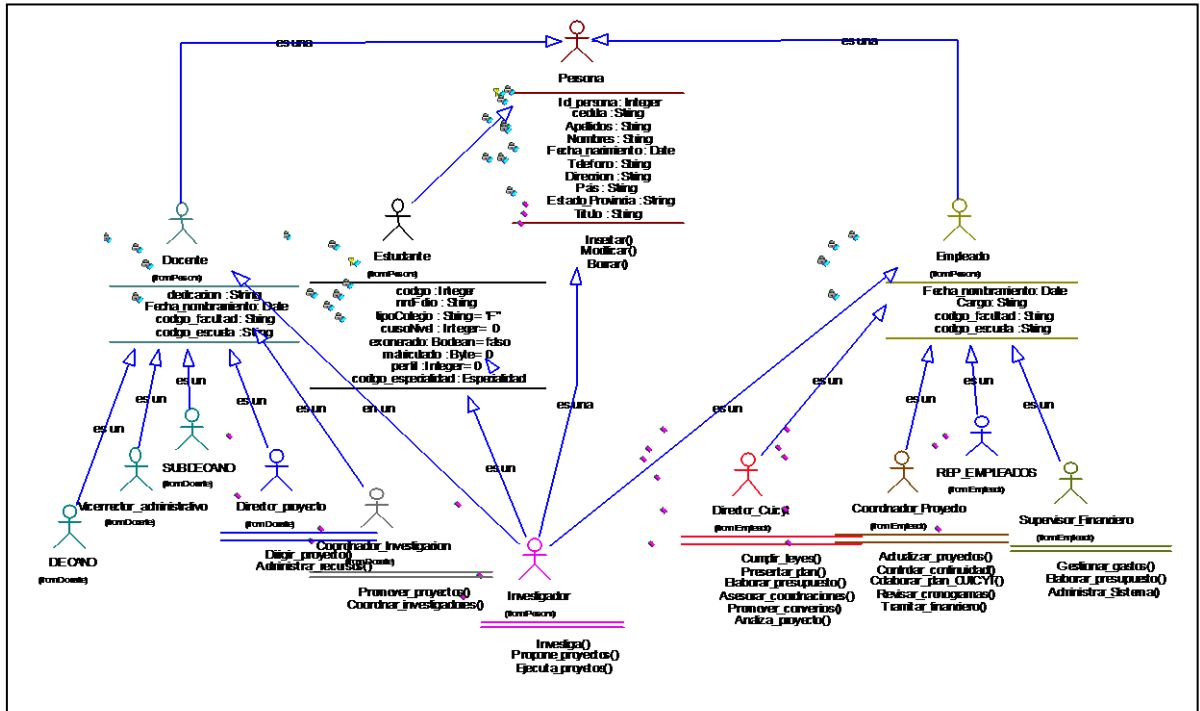 es una
es una
Persona
Id_persona : Integer
cedula : String
Apellidos : String
Nombres : String
Fecha_nacimiento : Date
Telefono : String
Direccion : String
Pais : String
Estado_Provincia : String
Titulo : String
Insertar()
Modificar()
Borrar()
Docente
(from Persona)
dedicacion : String
Fecha_nombramiento : Date
codigo_facultad : String
codigo_escuela : String
Estudiante
(from Persona)
codigo : Integer
nroFolio : String
tipoColegio : String = "F"
cursoNivel : Integer = 0
exonerado : Boolean = falso
matriculado : Byte = 0
perfil : Integer = 0
codigo_especialidad : Especialidad
Empleado
(from Persona)
Fecha_nombramiento : Date
Cargo : String
codigo_facultad : String
codigo_escuela : String
es un
es un
es un
es un
es un
en un
es un
es una
es un
es un
es un
es un
DECANO
(from Docente)
Vicerrector_administrativo
(from Docente)
SUBDECANO
(from Docente)
Director_proyecto
(from Docente)
Dirigir_proyecto()
Administrar_recursos()
Coordinador_Investigacion
(from Docente)
Promover_proyectos()
Coordinar_investigadores()
Investigador
(from Persona)
Investiga()
Propone_proyectos()
Ejecuta_proyetos()
Director_Cuicyt
(from Empleado)
Cumplir_leyes()
Presentar_plan()
Elaborar_presupuesto()
Asesorar_coordinaciones()
Promover_convenios()
Analiza_proyecto()
Coordinador_Proyecto
(from Empleado)
Actualizar_proyectos()
Controlar_continuidad()
Colaborar_plan_CUICYT()
Revisar_cronogramas()
Tramitar_financiero()
REP_EMPLEADOS
(from Empleado)
Supervisor_Financiero
(from Empleado)
Gestionar_gastos()
Elaborar_presupuesto()
Administrar_Sistema()